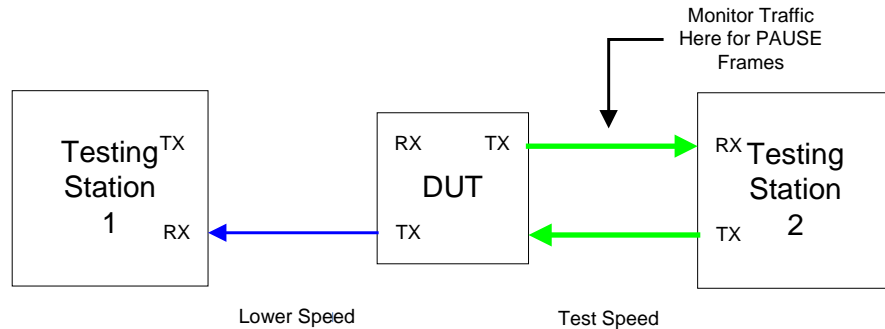 Monitor Traffic
Here for PAUSE
Frames
Testing
Station
1
TX
RX
RX
TX
DUT
TX
RX
Testing
Station
2
TX
Lower Speed
Test Speed